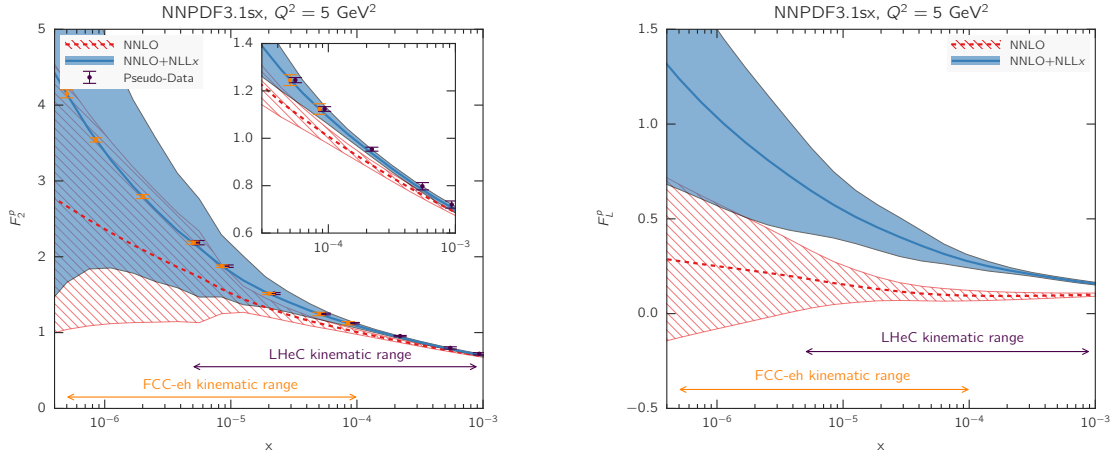 NNPDF3.1sx, Q² = 5 GeV²
5
4
3
2
1
0
F₂ᵖ
NNLO
NNLO+NLLx
Pseudo-Data
1.4
1.2
1.0
0.8
0.6
10⁻⁴
10⁻³
LHeC kinematic range
FCC-eh kinematic range
10⁻⁶
10⁻⁵
10⁻⁴
10⁻³
x
NNPDF3.1sx, Q² = 5 GeV²
1.5
1.0
0.5
0.0
−0.5
F_Lᵖ
NNLO
NNLO+NLLx
LHeC kinematic range
FCC-eh kinematic range
10⁻⁶
10⁻⁵
10⁻⁴
10⁻³
x